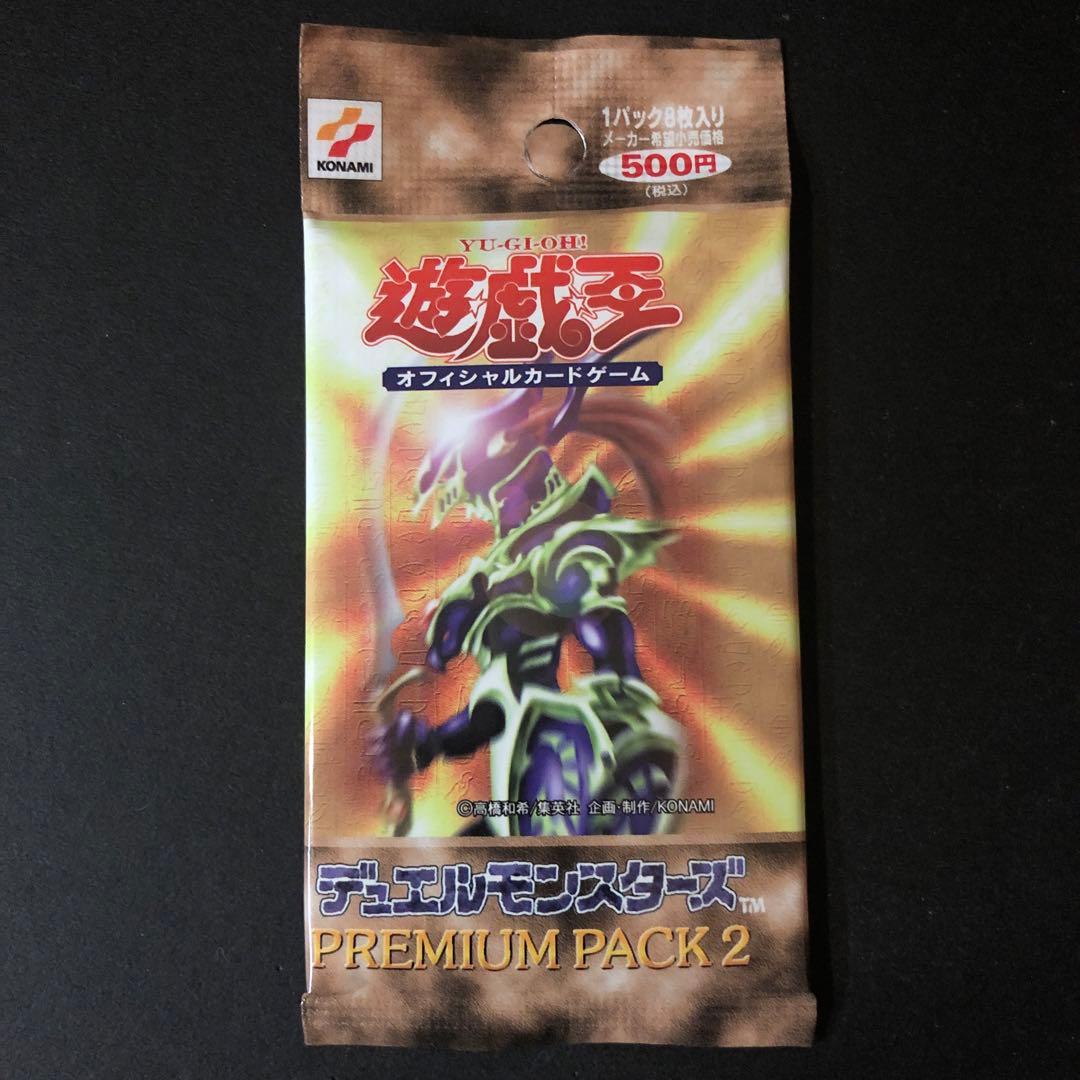 KONAMI
1パック8枚入り
メーカー希望小売価格
500円
(税込)
YU-GI-OH!
遊戯王
オフィシャルカードゲーム
©高橋和希/集英社 企画・制作/KONAMI
デュエルモンスターズ™
PREMIUM PACK 2